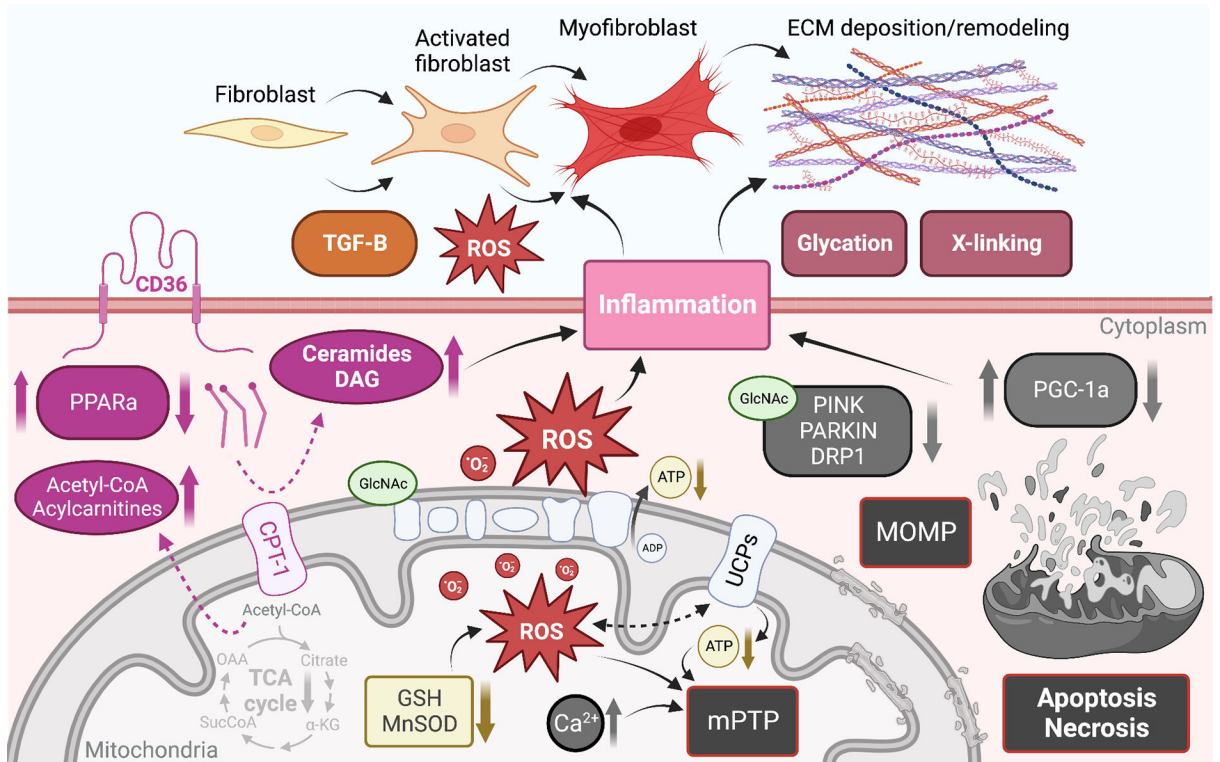 Fibroblast
Activated
fibroblast
Myofibroblast
ECM deposition/remodeling
TGF-B
ROS
Glycation
X-linking
CD36
Inflammation
Cytoplasm
Ceramides
DAG
PPARa
Acetyl-CoA
Acylcarnitines
ROS
•O₂⁻
GlcNAc
PINK
PARKIN
DRP1
PGC-1a
GlcNAc
ATP
ADP
MOMP
CPT-1
UCPs
•O₂⁻
•O₂⁻
•O₂⁻
ROS
Acetyl-CoA
OAA
Citrate
TCA
cycle
SucCoA
α-KG
GSH
MnSOD
Ca²⁺
ATP
mPTP
Apoptosis
Necrosis
Mitochondria